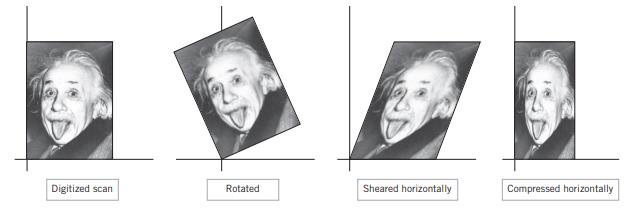 Digitized scan
Rotated
Sheared horizontally
Compressed horizontally